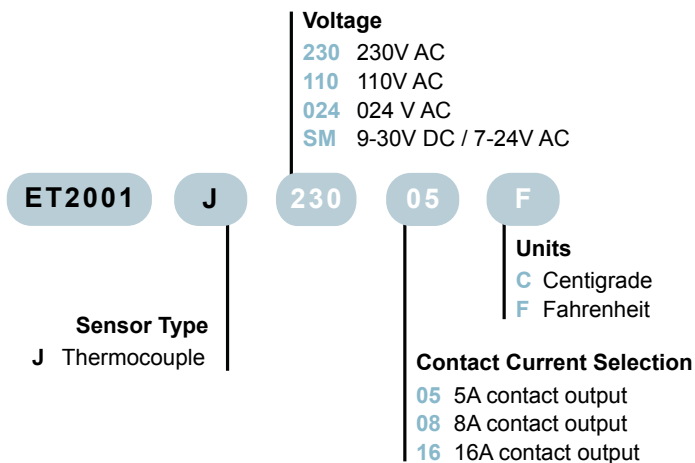 Voltage
230 230V AC
110 110V AC
024 024 V AC
SM 9-30V DC / 7-24V AC
ET2001 J 230 05 F
Units
C Centigrade
F Fahrenheit
Sensor Type
J Thermocouple
Contact Current Selection
05 5A contact output
08 8A contact output
16 16A contact output